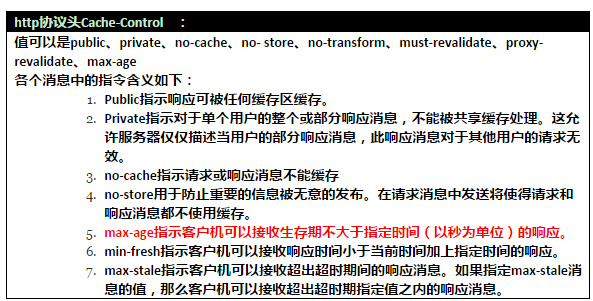 http协议头Cache-Control ：
值可以是public、private、no-cache、no- store、no-transform、must-revalidate、proxy-
revalidate、max-age
各个消息中的指令含义如下：
1. Public指示响应可被任何缓存区缓存。
2. Private指示对于单个用户的整个或部分响应消息，不能被共享缓存处理。这允
许服务器仅仅描述当用户的部分响应消息，此响应消息对于其他用户的请求无
效。
3. no-cache指示请求或响应消息不能缓存
4. no-store用于防止重要的信息被无意的发布。在请求消息中发送将使得请求和
响应消息都不使用缓存。
5. max-age指示客户机可以接收生存期不大于指定时间（以秒为单位）的响应。
6. min-fresh指示客户机可以接收响应时间小于当前时间加上指定时间的响应。
7. max-stale指示客户机可以接收超出超时期间的响应消息。如果指定max-stale消
息的值，那么客户机可以接收超出超时期指定值之内的响应消息。